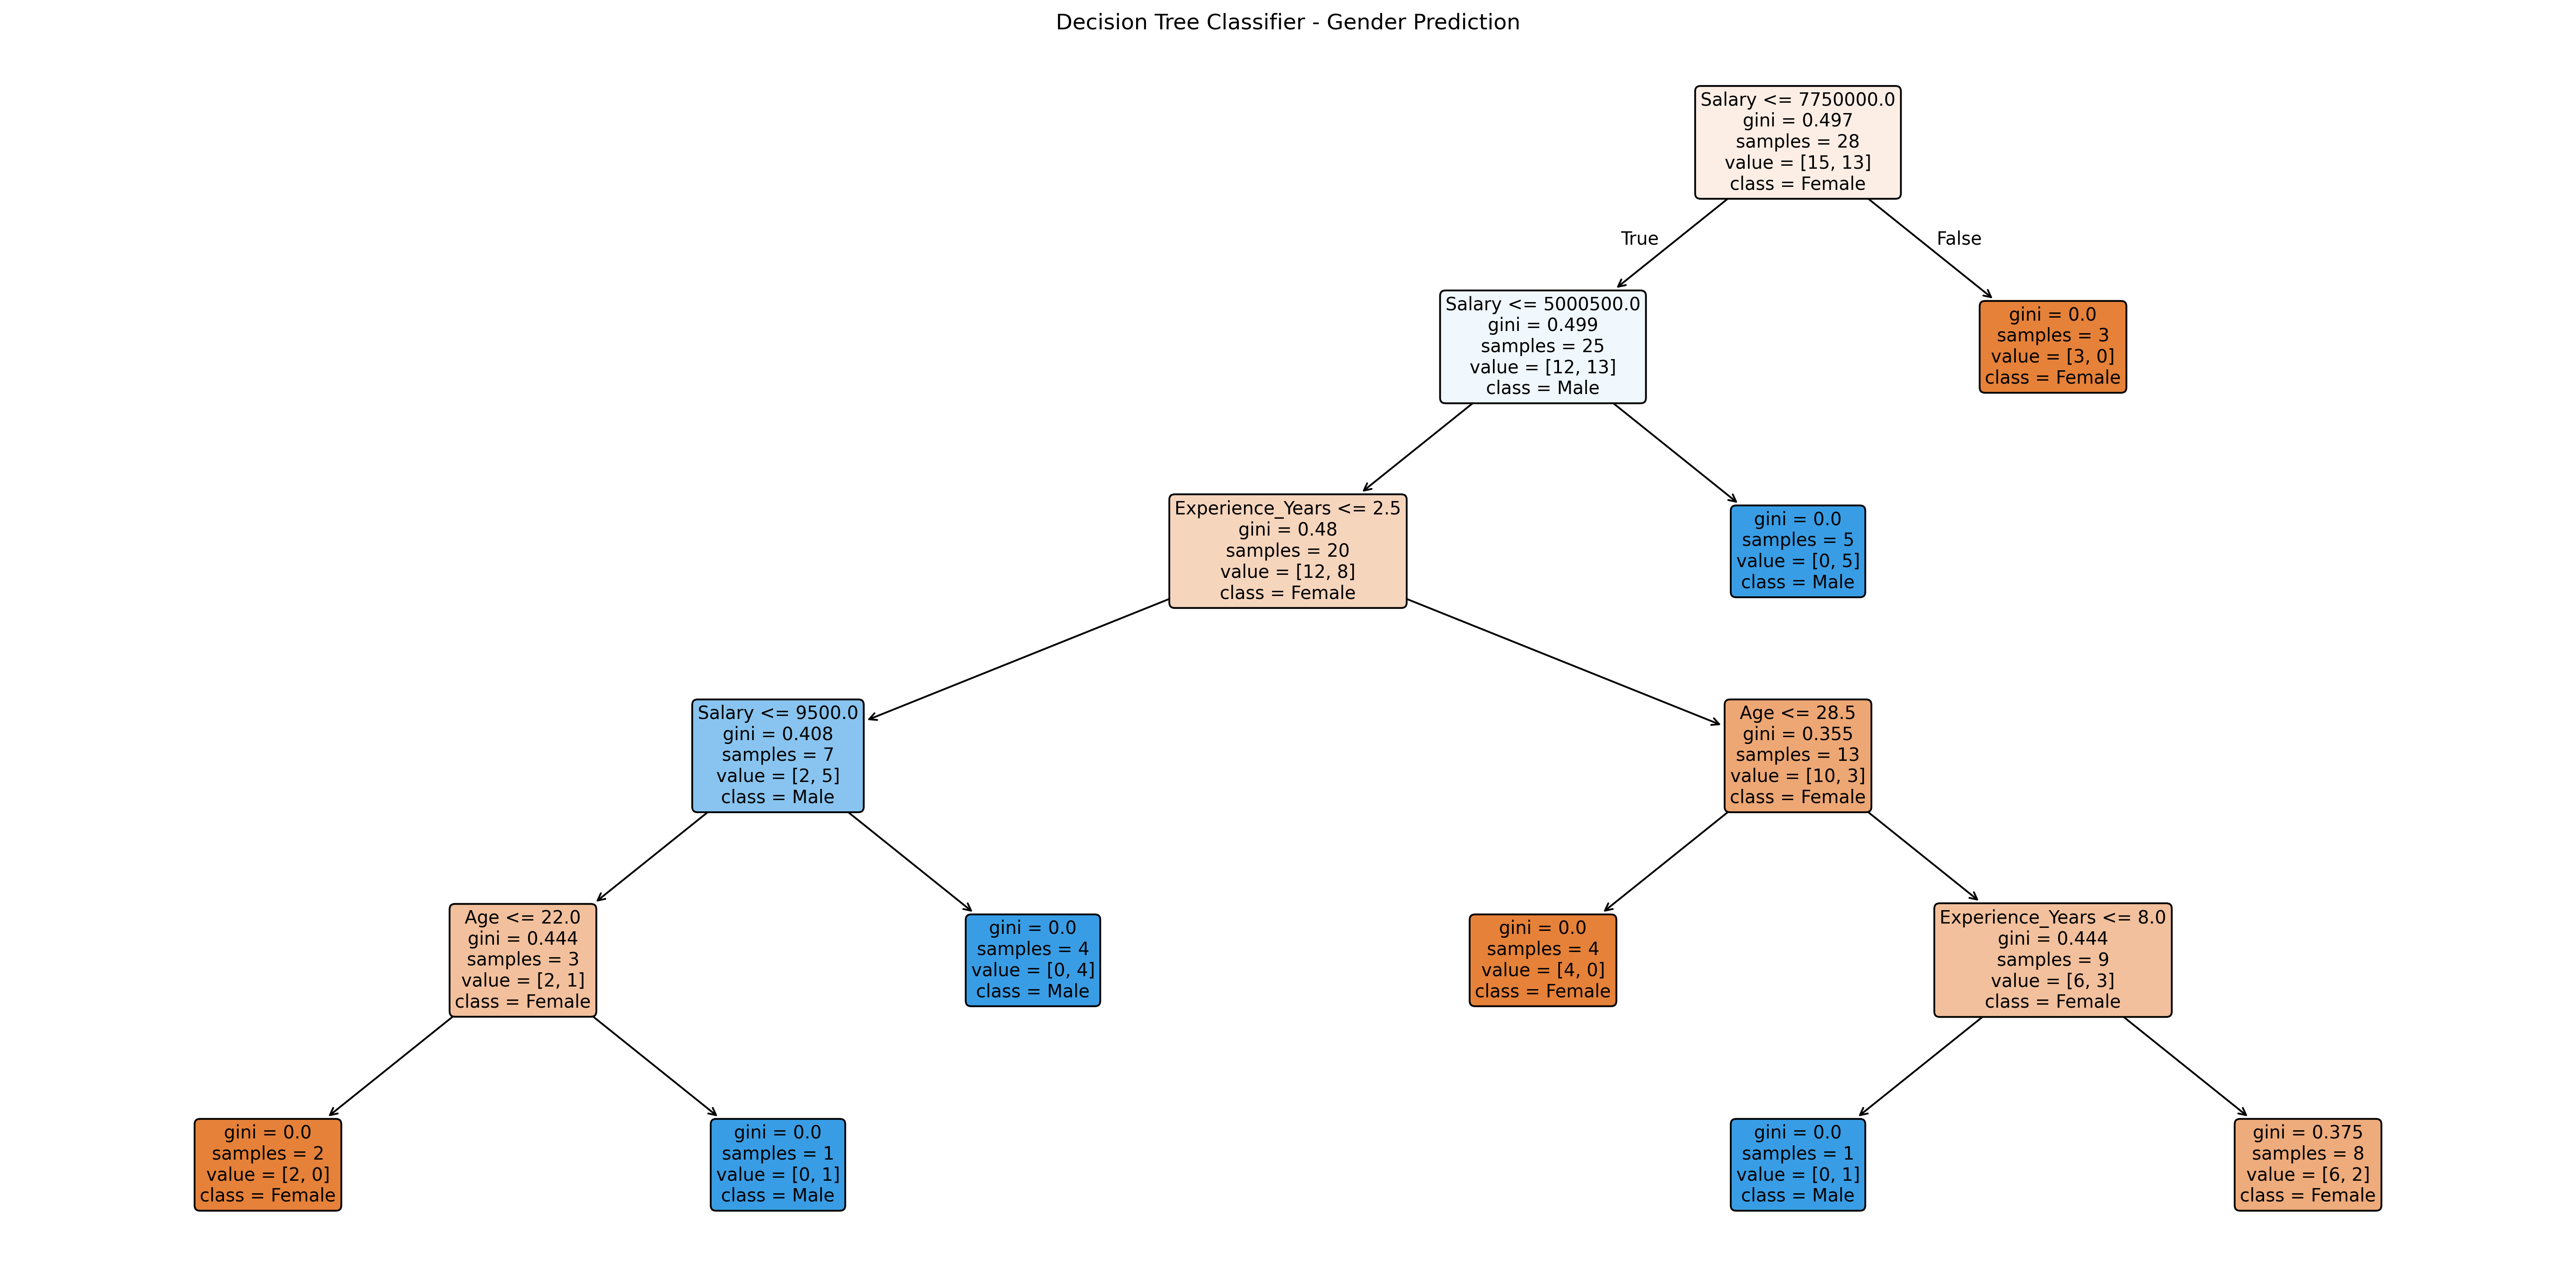 Decision Tree Classifier - Gender Prediction
Salary <= 7750000.0
gini = 0.497
samples = 28
value = [15, 13]
class = Female
True
False
Salary <= 5000500.0
gini = 0.499
samples = 25
value = [12, 13]
class = Male
gini = 0.0
samples = 3
value = [3, 0]
class = Female
Experience_Years <= 2.5
gini = 0.48
samples = 20
value = [12, 8]
class = Female
gini = 0.0
samples = 5
value = [0, 5]
class = Male
Salary <= 9500.0
gini = 0.408
samples = 7
value = [2, 5]
class = Male
Age <= 28.5
gini = 0.355
samples = 13
value = [10, 3]
class = Female
Age <= 22.0
gini = 0.444
samples = 3
value = [2, 1]
class = Female
gini = 0.0
samples = 4
value = [0, 4]
class = Male
gini = 0.0
samples = 4
value = [4, 0]
class = Female
Experience_Years <= 8.0
gini = 0.444
samples = 9
value = [6, 3]
class = Female
gini = 0.0
samples = 2
value = [2, 0]
class = Female
gini = 0.0
samples = 1
value = [0, 1]
class = Male
gini = 0.0
samples = 1
value = [0, 1]
class = Male
gini = 0.375
samples = 8
value = [6, 2]
class = Female